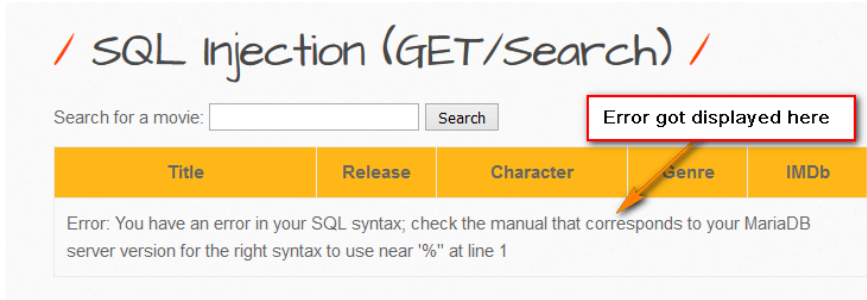 / SQL Injection (GET/Search) /
Search for a movie: Search
Error got displayed here
Title Release Character Genre IMDb
Error: You have an error in your SQL syntax; check the manual that corresponds to your MariaDB
server version for the right syntax to use near '%'' at line 1